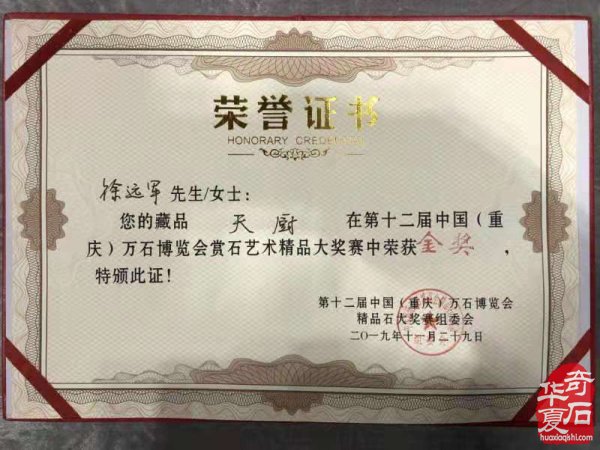 荣誉证书
HONORARY CREDENTIAL
徐远军 先生/女士：
您的藏品 天厨 在第十二届中国（重
庆）万石博览会赏石艺术精品大奖赛中荣获 金奖 ，
特颁此证！
第十二届中国（重庆）万石博览会
精品石大奖赛组委会
二〇一九年十一月二十九日
华夏奇石
huaxiaqishi.com